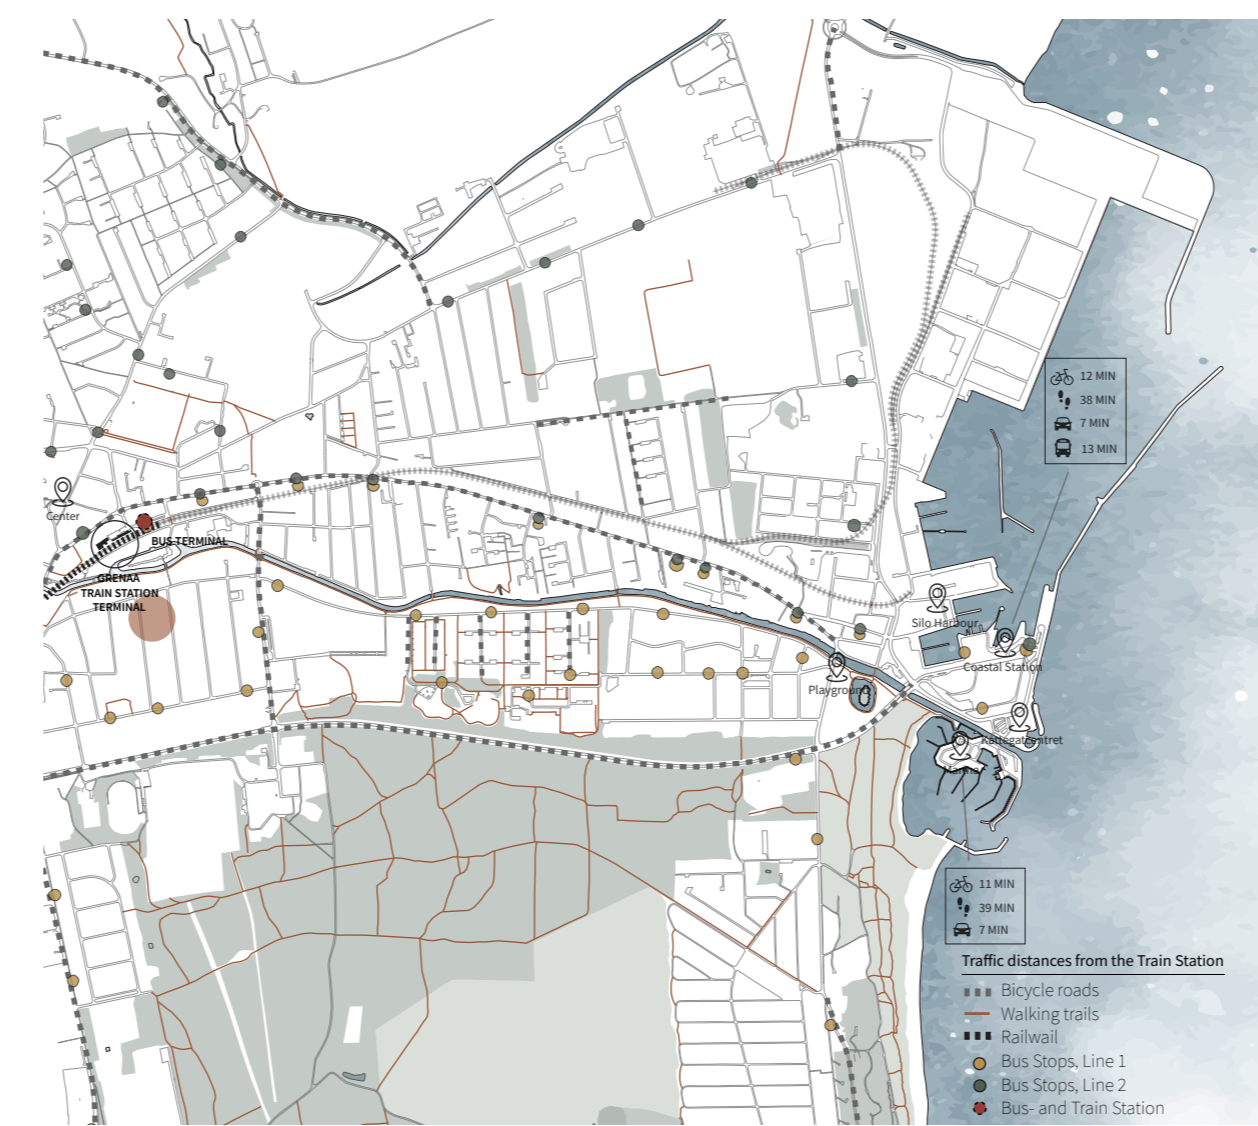 12 MIN
38 MIN
7 MIN
13 MIN
Center
BUS TERMINAL
GRENAA
TRAIN STATION
TERMINAL
Silo Harbour
Coastal Station
Playground
Kattegatcentret
Marina
11 MIN
39 MIN
7 MIN
Traffic distances from the Train Station
Bicycle roads
Walking trails
Railwail
Bus Stops, Line 1
Bus Stops, Line 2
Bus- and Train Station